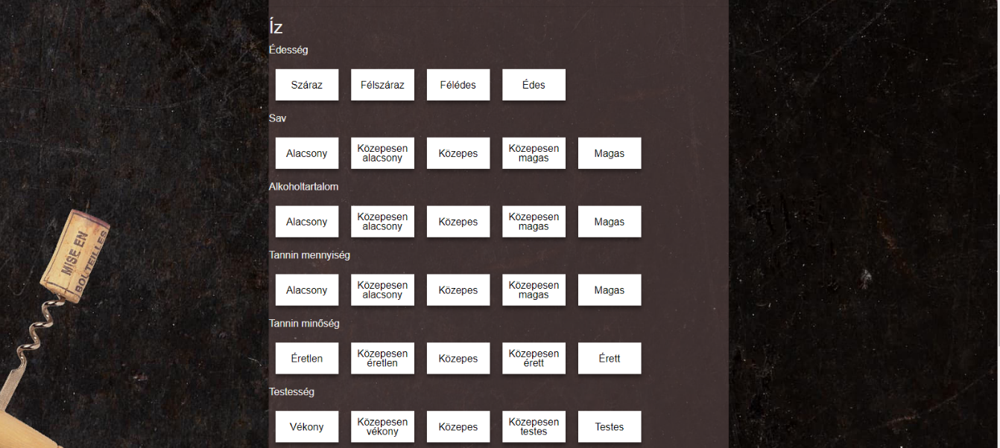 Íz
Édesség
Száraz Félszáraz Félédes Édes
Sav
Alacsony Közepesen alacsony Közepes Közepesen magas Magas
Alkoholtartalom
Alacsony Közepesen alacsony Közepes Közepesen magas Magas
Tannin mennyiség
Alacsony Közepesen alacsony Közepes Közepesen magas Magas
Tannin minőség
Éretlen Közepesen éretlen Közepes Közepesen érett Érett
Testesség
Vékony Közepesen vékony Közepes Közepesen testes Testes
MISE EN
BOUTEILLES